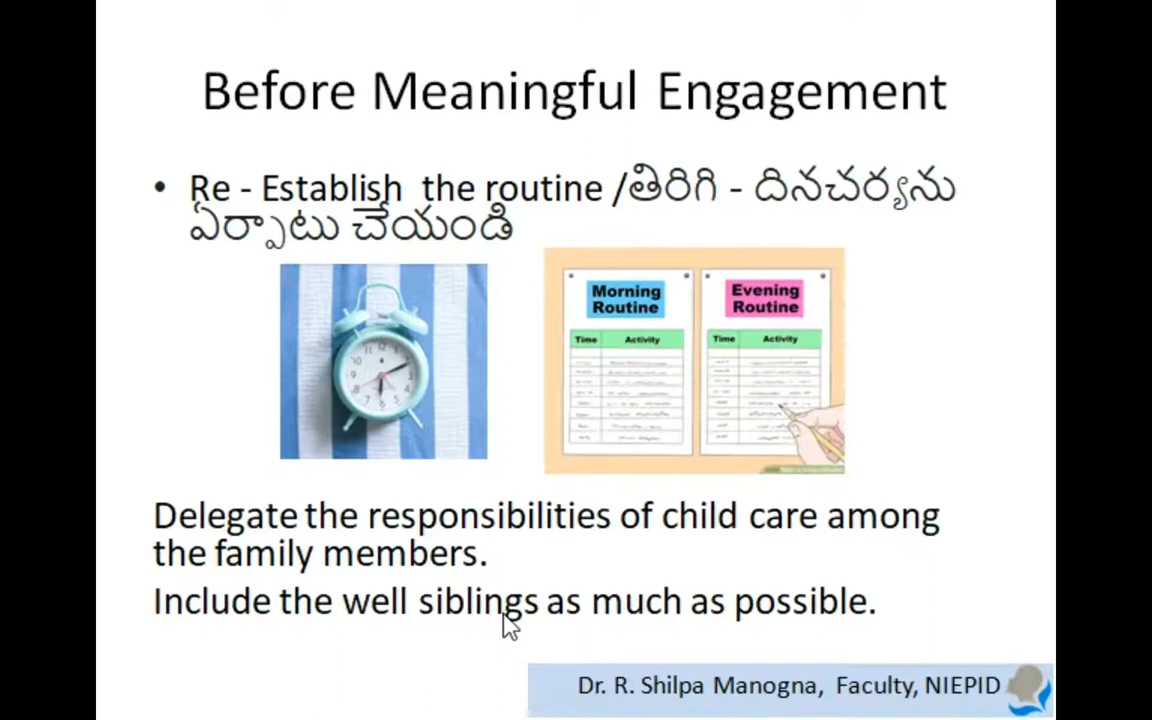 Before Meaningful Engagement
• Re - Establish the routine /తిరిగి - దినచర్యను
ఏర్పాటు చేయండి
Morning
Routine
Time Activity
Evening
Routine
Time Activity
Delegate the responsibilities of child care among
the family members.
Include the well siblings as much as possible.
Dr. R. Shilpa Manogna, Faculty, NIEPID